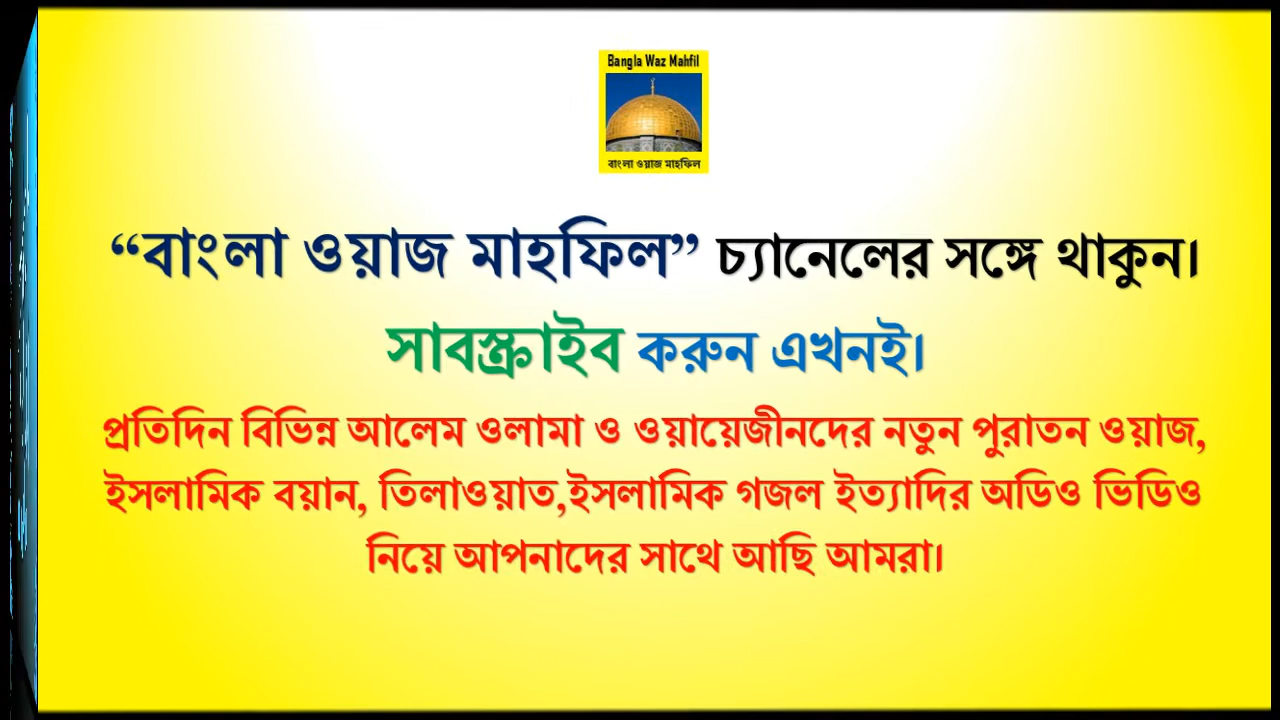 Bangla Waz Mahfil
বাংলা ওয়াজ মাহফিল
“বাংলা ওয়াজ মাহফিল” চ্যানেলের সঙ্গে থাকুন।
সাবস্ক্রাইব করুন এখনই।
প্রতিদিন বিভিন্ন আলেম ওলামা ও ওয়ায়েজীনদের নতুন পুরাতন ওয়াজ,
ইসলামিক বয়ান, তিলাওয়াত,ইসলামিক গজল ইত্যাদির অডিও ভিডিও
নিয়ে আপনাদের সাথে আছি আমরা।